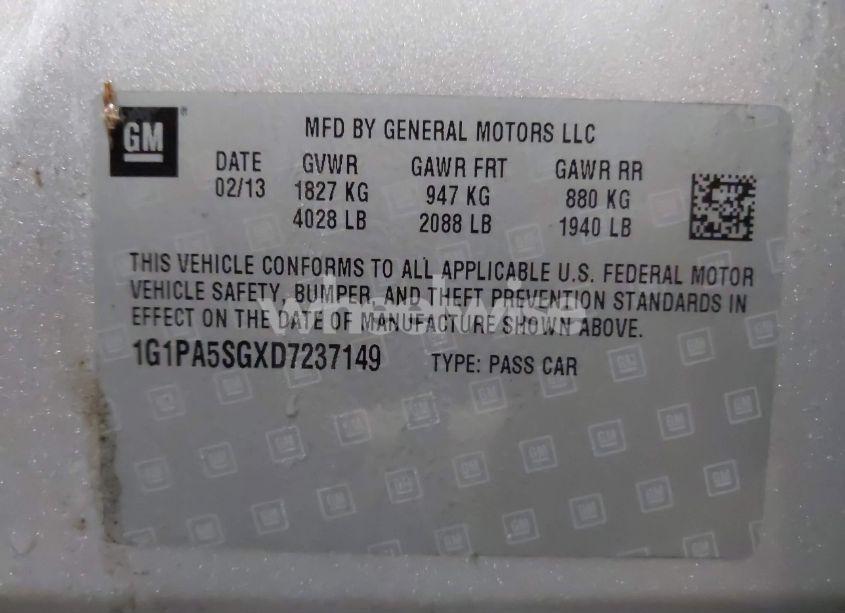 GM
MFD BY GENERAL MOTORS LLC
DATE GVWR GAWR FRT GAWR RR
02/13 1827 KG 947 KG 880 KG
4028 LB 2088 LB 1940 LB
THIS VEHICLE CONFORMS TO ALL APPLICABLE U.S. FEDERAL MOTOR
VEHICLE SAFETY, BUMPER, AND THEFT PREVENTION STANDARDS IN
EFFECT ON THE DATE OF MANUFACTURE SHOWN ABOVE.
1G1PA5SGXD7237149 TYPE: PASS CAR
wheelwise